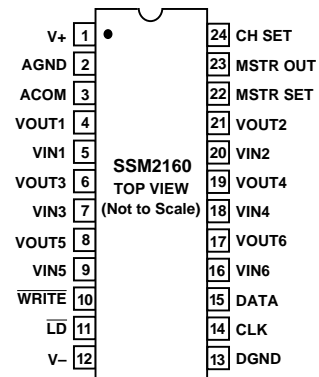 V+ 1 24 CH SET
AGND 2 23 MSTR OUT
ACOM 3 22 MSTR SET
VOUT1 4 21 VOUT2
VIN1 5 20 VIN2
VOUT3 6 19 VOUT4
VIN3 7 18 VIN4
VOUT5 8 17 VOUT6
VIN5 9 16 VIN6
WRITE 10 15 DATA
LD 11 14 CLK
V– 12 13 DGND
SSM2160
TOP VIEW
(Not to Scale)